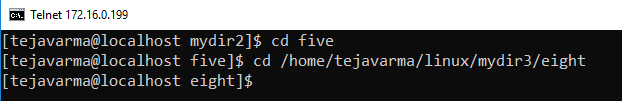 Telnet 172.16.0.199
[tejavarma@localhost mydir2]$ cd five
[tejavarma@localhost five]$ cd /home/tejavarma/linux/mydir3/eight
[tejavarma@localhost eight]$